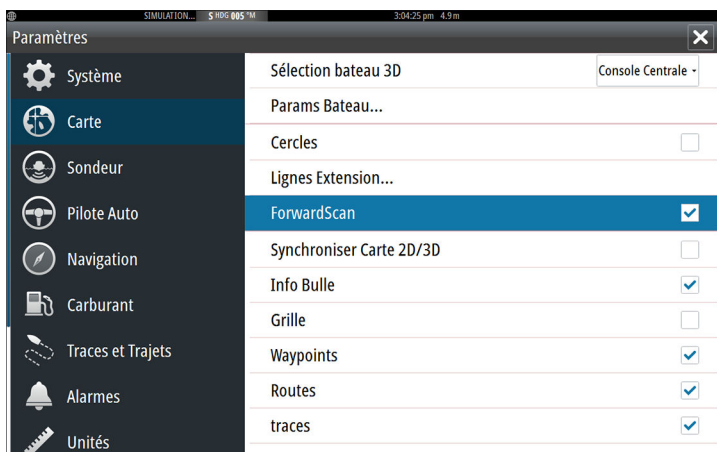 SIMULATION... S HDG 005 °M 3:04:25 pm 4.9 m
Paramètres
Système
Carte
Sondeur
Pilote Auto
Navigation
Carburant
Traces et Trajets
Alarmes
Unités
Sélection bateau 3D Console Centrale
Params Bateau...
Cercles
Lignes Extension...
ForwardScan
Synchroniser Carte 2D/3D
Info Bulle
Grille
Waypoints
Routes
traces